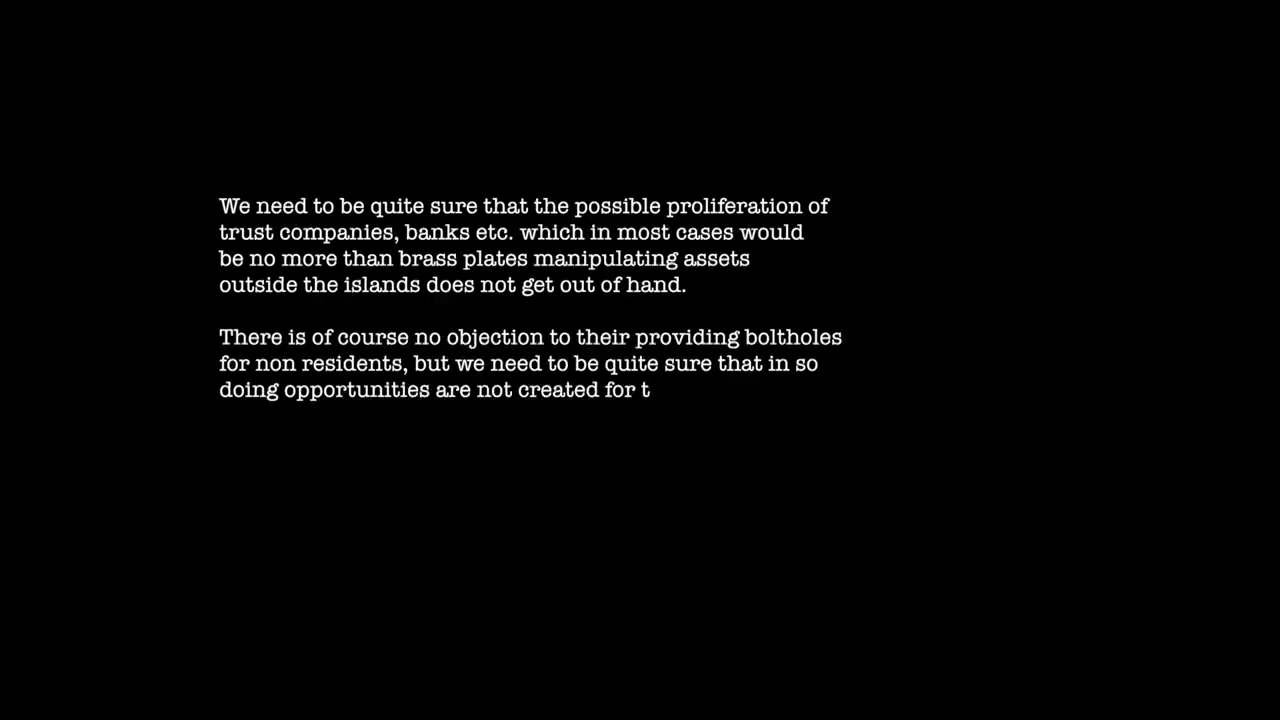 We need to be quite sure that the possible proliferation of
trust companies, banks etc. which in most cases would
be no more than brass plates manipulating assets
outside the islands does not get out of hand.
There is of course no objection to their providing boltholes
for non residents, but we need to be quite sure that in so
doing opportunities are not created for t